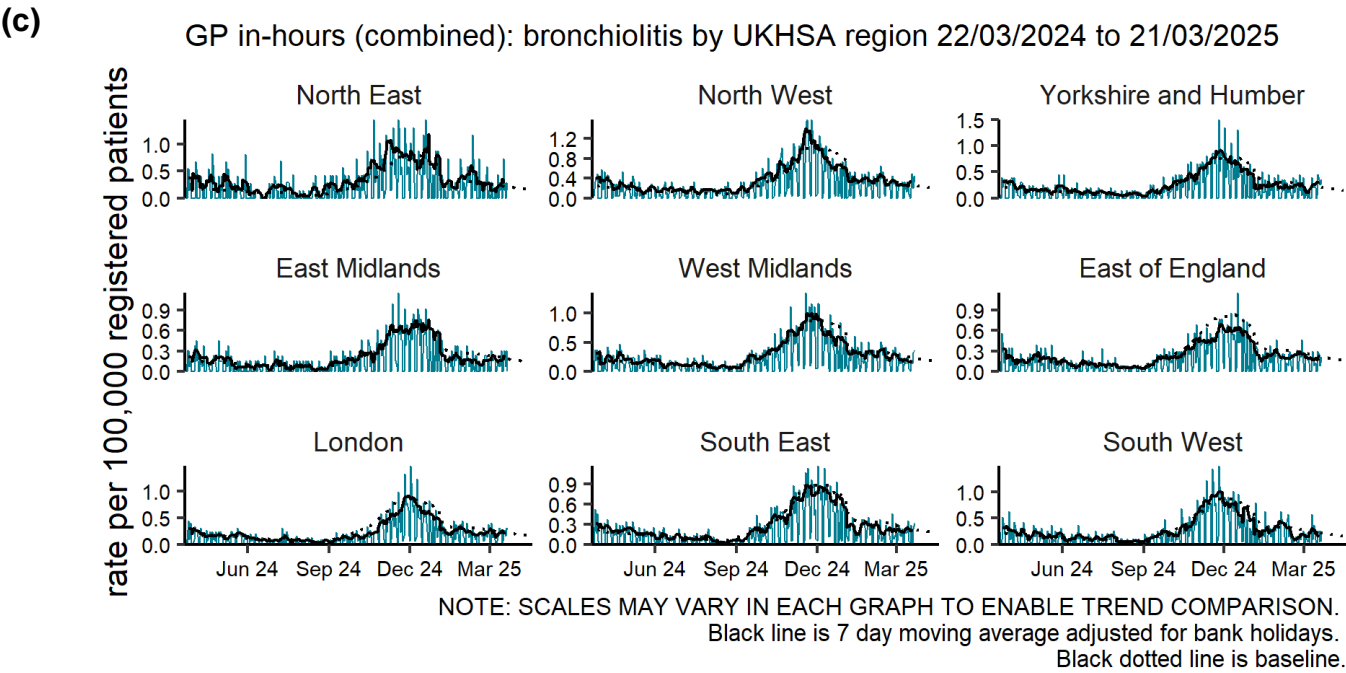 (c)
GP in-hours (combined): bronchiolitis by UKHSA region 22/03/2024 to 21/03/2025
rate per 100,000 registered patients
North East
1.0
0.5
0.0
North West
1.2
0.8
0.4
0.0
Yorkshire and Humber
1.5
1.0
0.5
0.0
East Midlands
0.9
0.6
0.3
0.0
West Midlands
1.0
0.5
0.0
East of England
0.9
0.6
0.3
0.0
London
1.0
0.5
0.0
Jun 24 Sep 24 Dec 24 Mar 25
South East
0.9
0.6
0.3
0.0
Jun 24 Sep 24 Dec 24 Mar 25
South West
1.0
0.5
0.0
Jun 24 Sep 24 Dec 24 Mar 25
NOTE: SCALES MAY VARY IN EACH GRAPH TO ENABLE TREND COMPARISON.
Black line is 7 day moving average adjusted for bank holidays.
Black dotted line is baseline.